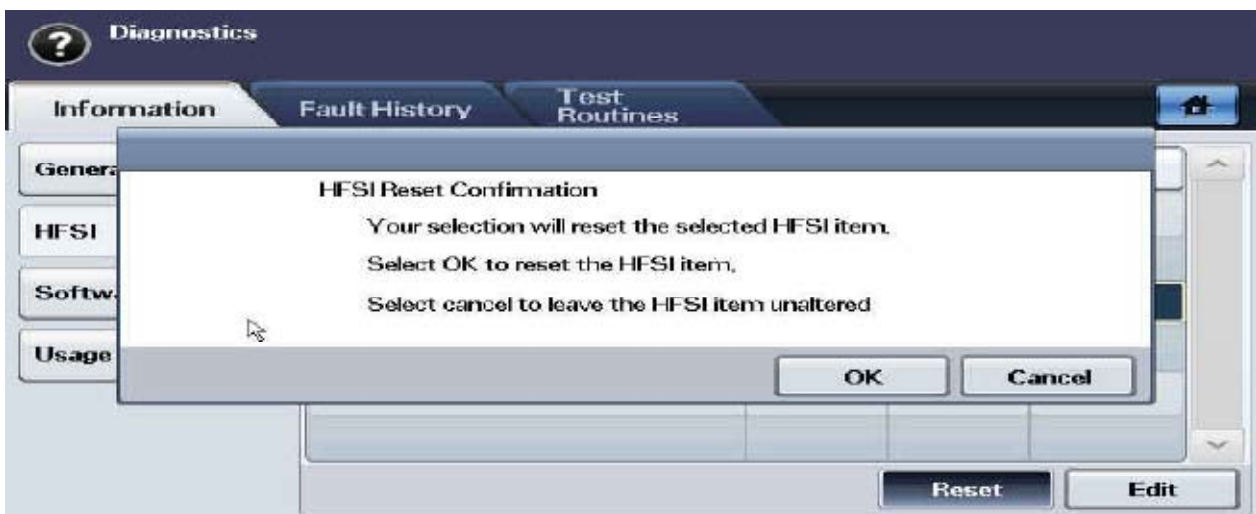 ?
Diagnostics
Information
Fault History
Test
Routines
Genera
HFSI Reset Confirmation
Your selection will reset the selected HFSI item.
HFSI
Select OK to reset the HFSI item,
Softw
Select cancel to leave the HFSI item unaltered
Usage
OK
Cancel
Reset
Edit